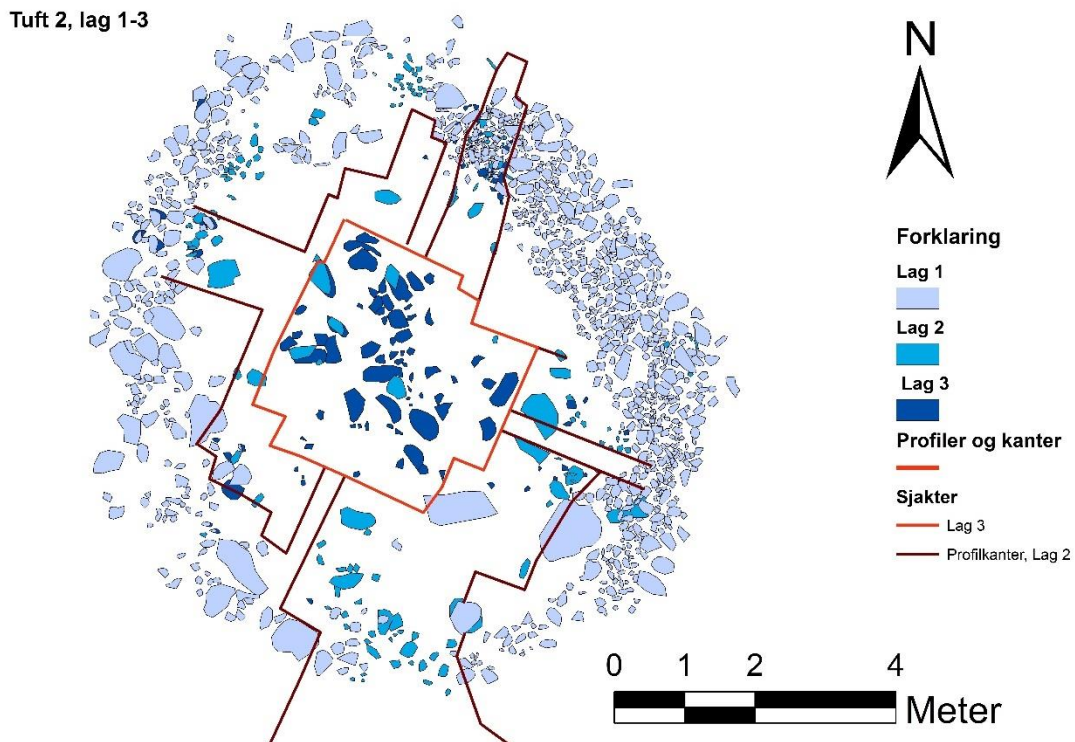 Tuft 2, lag 1-3
N
Forklaring
Lag 1
Lag 2
Lag 3
Profiler og kanter
Sjakter
Lag 3
Profilkanter, Lag 2
0 1 2 4
Meter